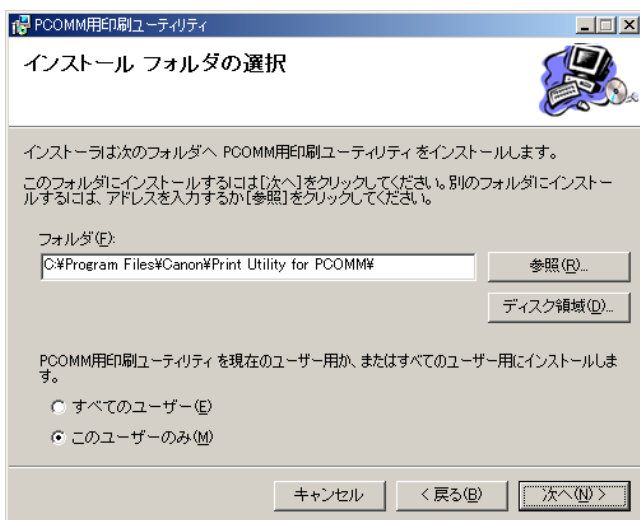 PCOMM用印刷ユーティリティ
インストール フォルダの選択
インストーラは次のフォルダへ PCOMM用印刷ユーティリティ をインストールします。
このフォルダにインストールするには[次へ]をクリックしてください。別のフォルダにインストー
ルするには、アドレスを入力するか[参照]をクリックしてください。
フォルダ(F):
C:¥Program Files¥Canon¥Print Utility for PCOMM¥
参照(R)...
ディスク領域(D)...
PCOMM用印刷ユーティリティ を現在のユーザー用か、またはすべてのユーザー用にインストールしま
す。
すべてのユーザー(E)
このユーザーのみ(M)
キャンセル
< 戻る(B)
次へ(N) >